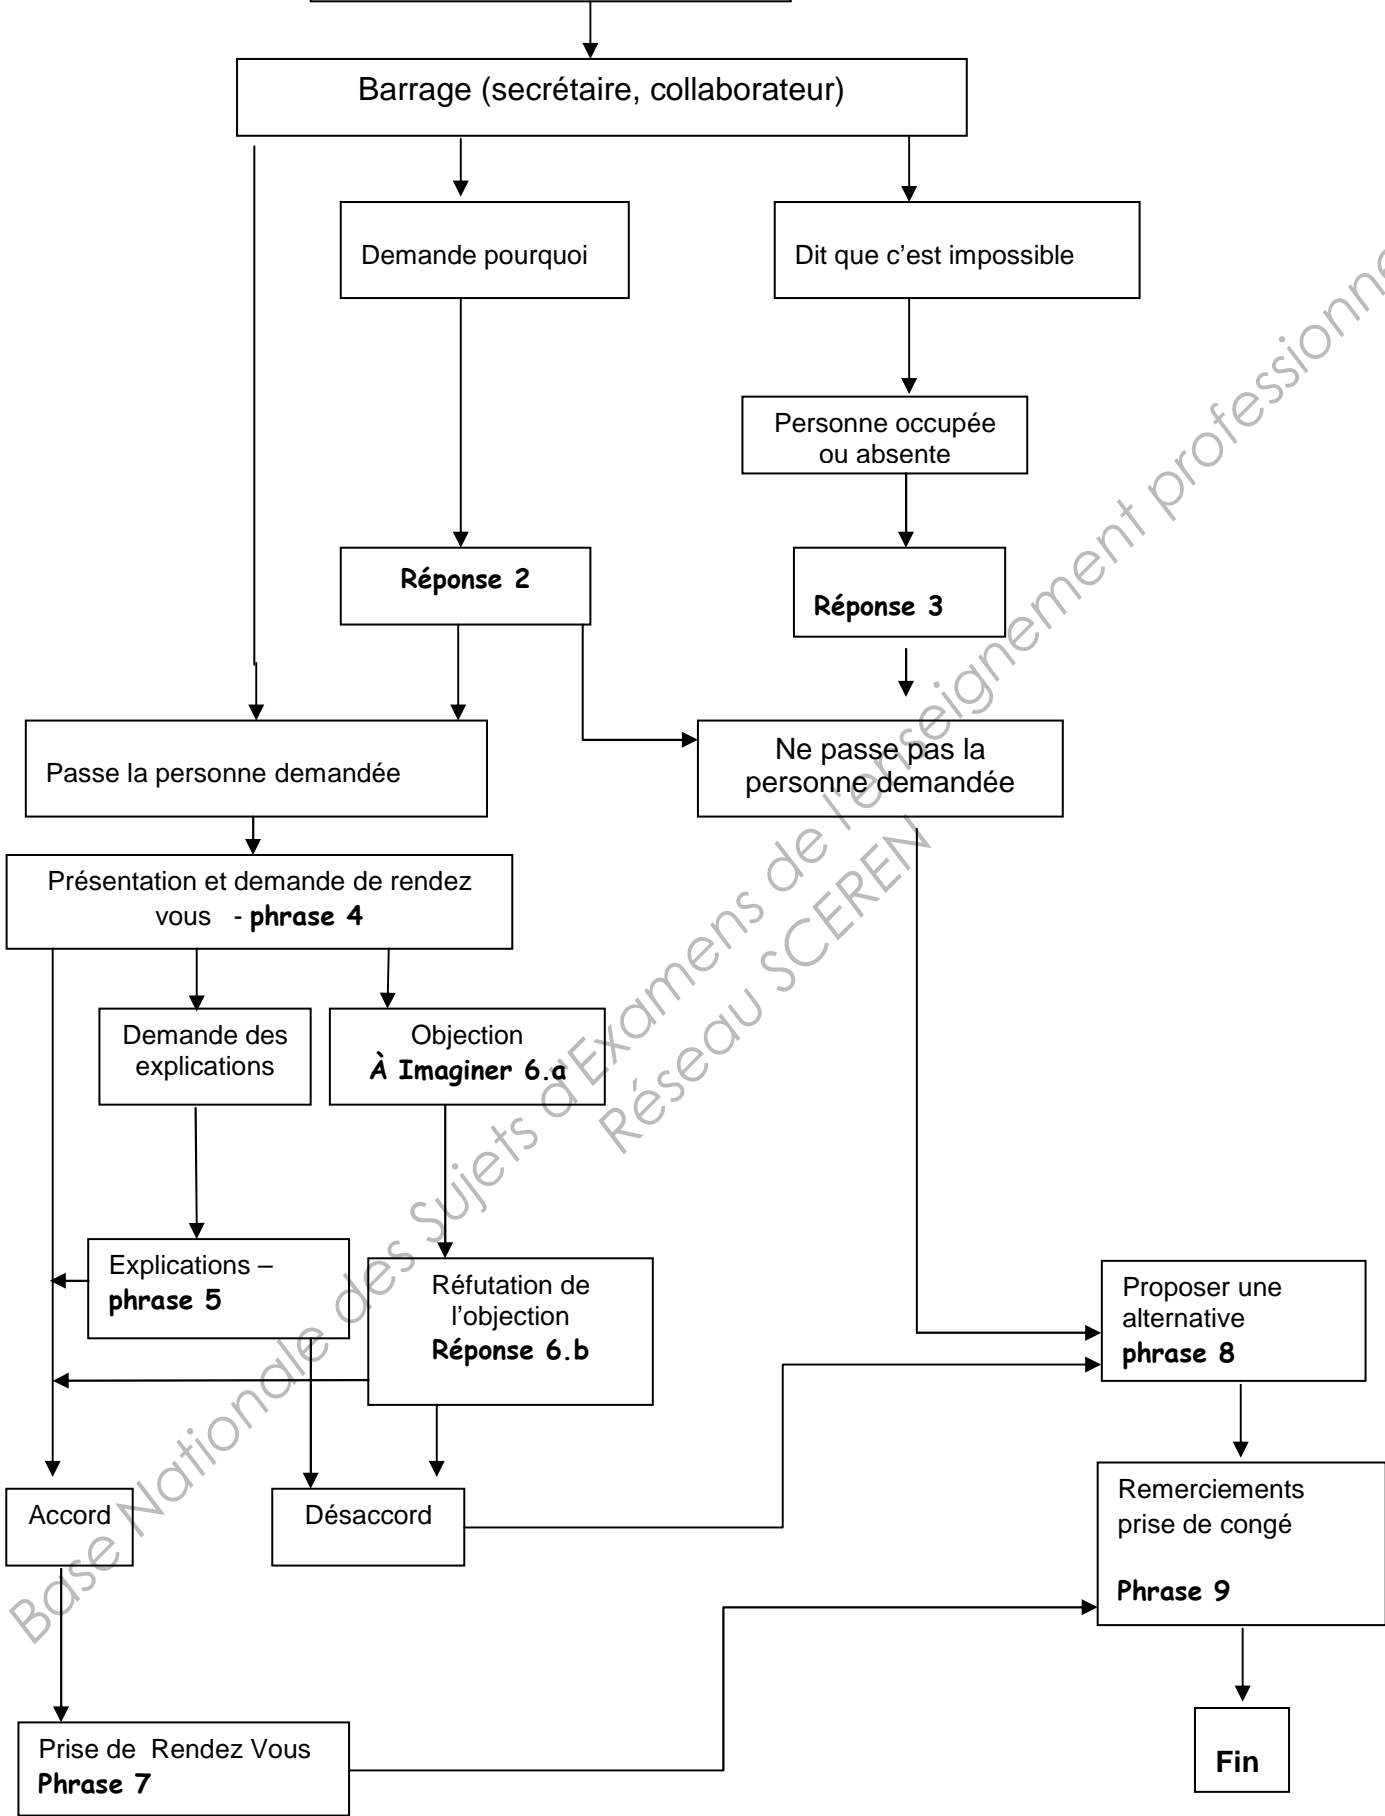 Barrage (secrétaire, collaborateur)
Demande pourquoi
Dit que c'est impossible
Personne occupée
ou absente
Réponse 2
Réponse 3
Passe la personne demandée
Ne passe pas la
personne demandée
Présentation et demande de rendez
vous - phrase 4
Demande des
explications
Objection
À Imaginer 6.a
Explications –
phrase 5
Réfutation de
l'objection
Réponse 6.b
Proposer une
alternative
phrase 8
Accord
Désaccord
Remerciements
prise de congé
Phrase 9
Prise de Rendez Vous
Phrase 7
Fin
Base Nationale des Sujets d'Examens de l'enseignement professionne
Réseau SCEREN